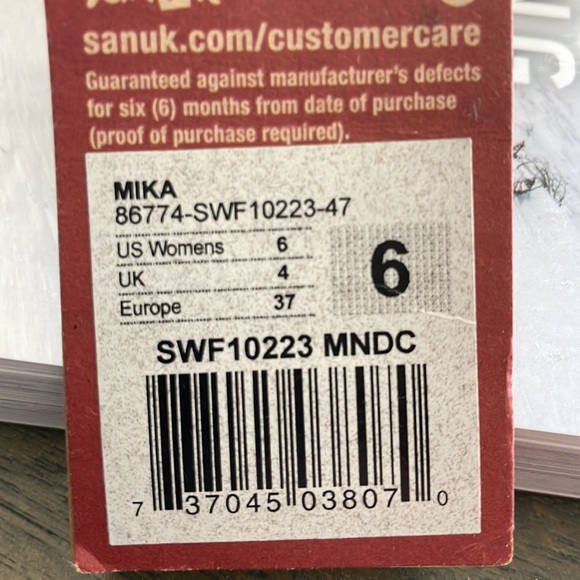 sanuk.com/customercare
Guaranteed against manufacturer's defects
for six (6) months from date of purchase
(proof of purchase required).
MIKA
86774-SWF10223-47
US Womens 6
UK 4
Europe 37
6
SWF10223 MNDC
7 37045 03807 0